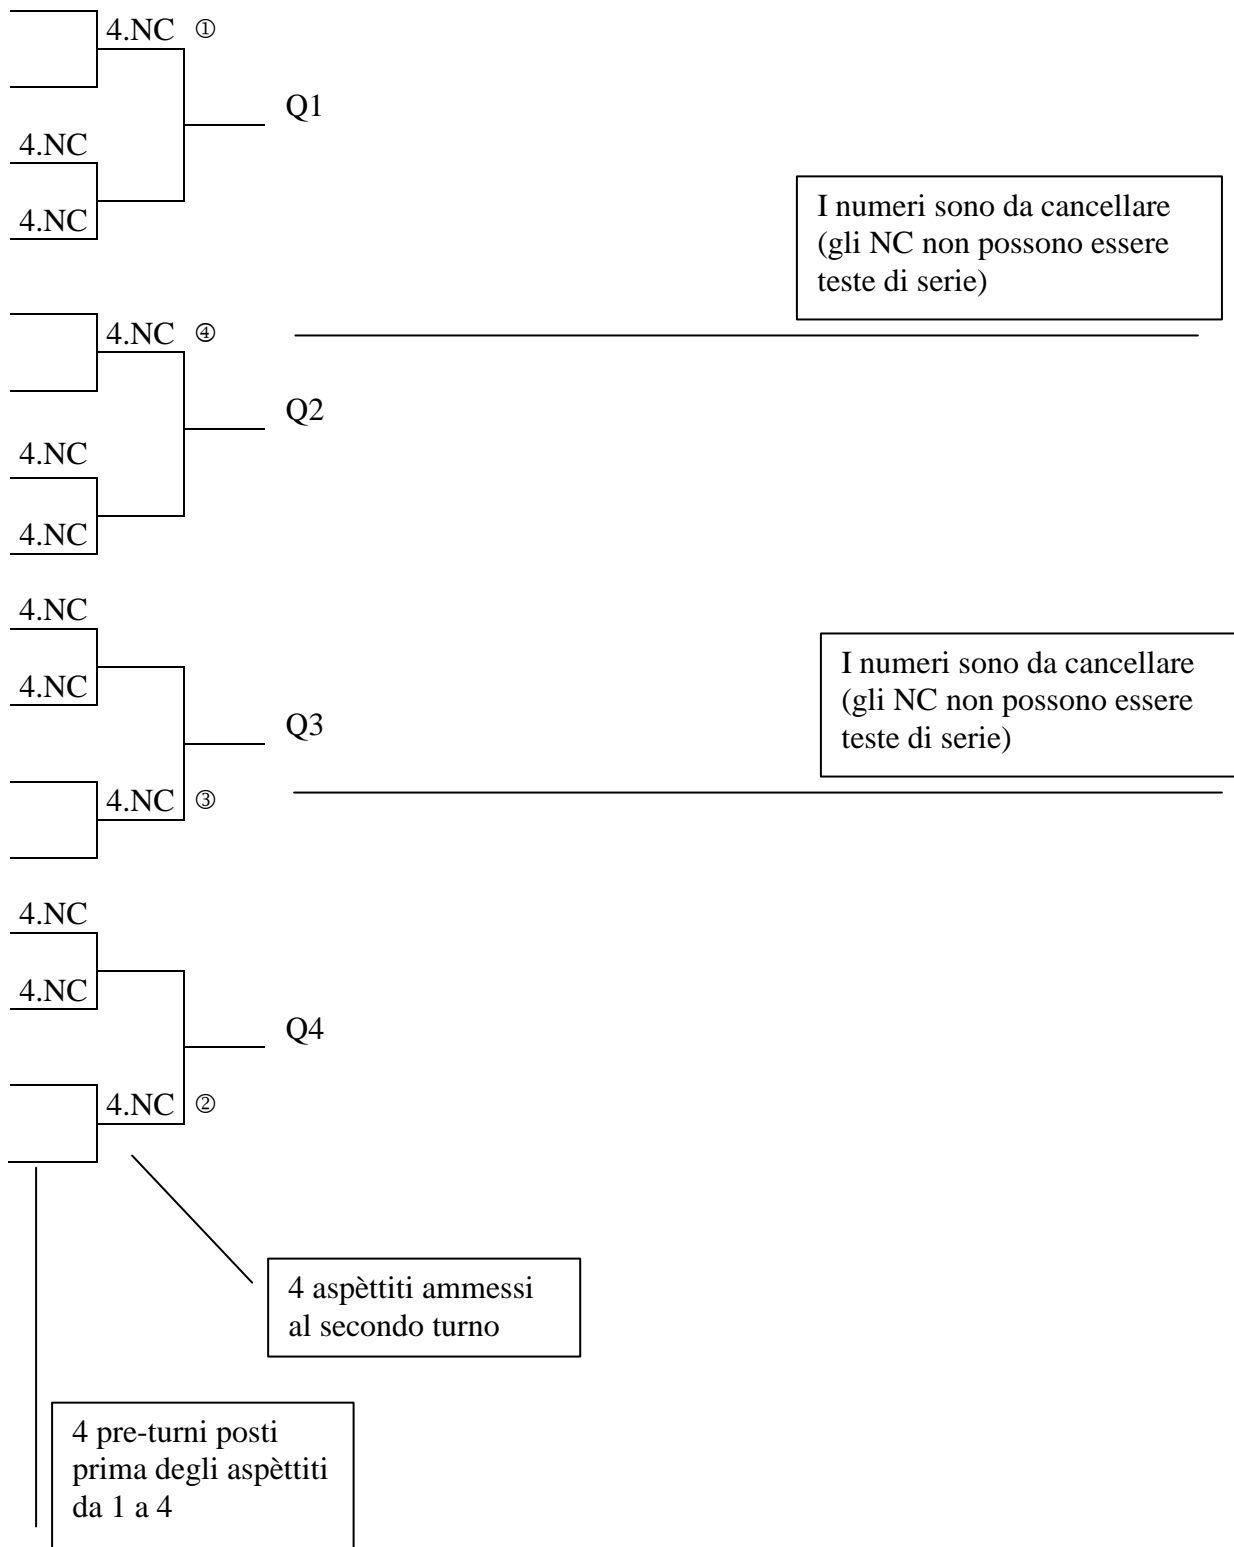 4.NC ①
Q1
4.NC
4.NC
I numeri sono da cancellare
(gli NC non possono essere
teste di serie)
4.NC ④
Q2
4.NC
4.NC
4.NC
4.NC
Q3
I numeri sono da cancellare
(gli NC non possono essere
teste di serie)
4.NC ③
4.NC
4.NC
Q4
4.NC ②
4 aspèttiti ammessi
al secondo turno
4 pre-turni posti
prima degli aspèttiti
da 1 a 4